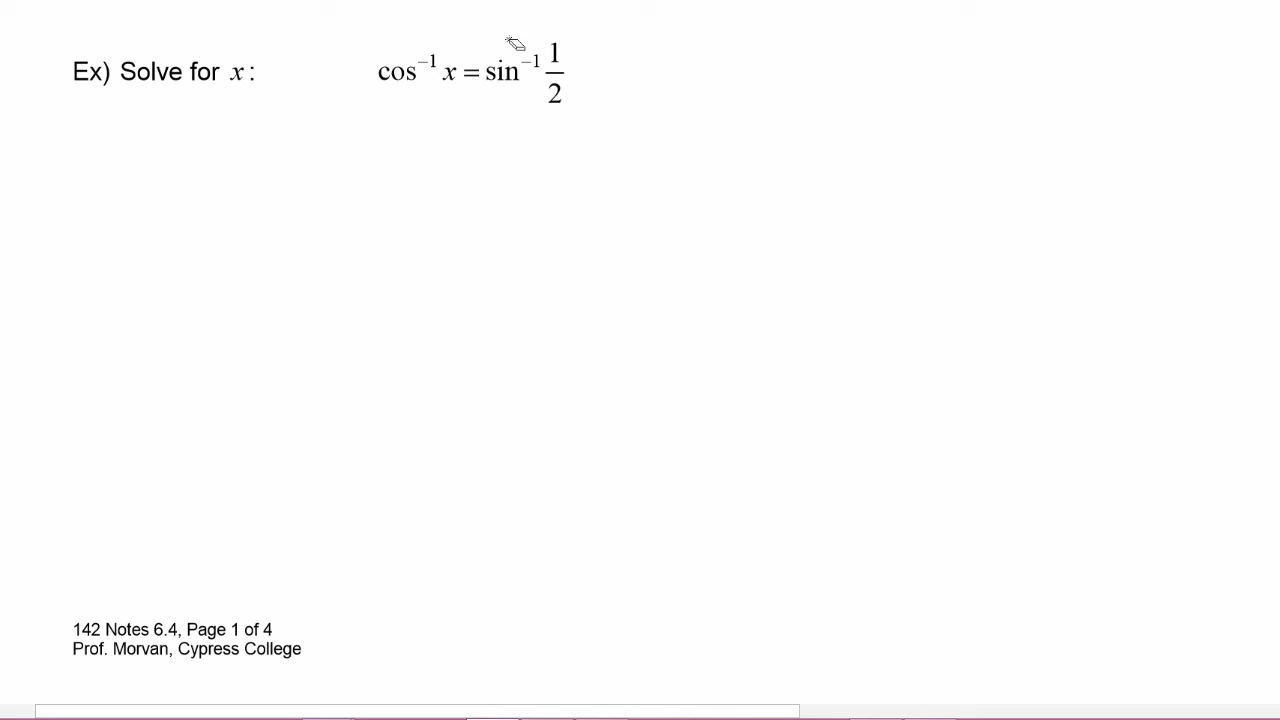 Ex) Solve for x: cos⁻¹ x = sin⁻¹ 1/2
142 Notes 6.4, Page 1 of 4
Prof. Morvan, Cypress College